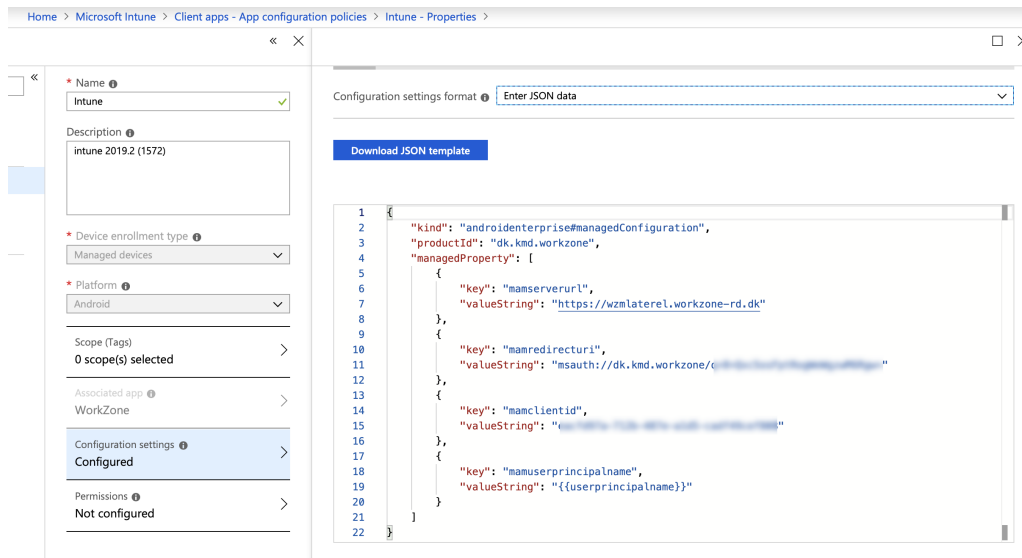 Home > Microsoft Intune > Client apps - App configuration policies > Intune - Properties >
* Name
Intune
Description
intune 2019.2 (1572)
* Device enrollment type
Managed devices
* Platform
Android
Scope (Tags)
0 scope(s) selected
Associated app
WorkZone
Configuration settings
Configured
Permissions
Not configured
Configuration settings format
Enter JSON data
Download JSON template
1 {
2 "kind": "androidenterprise#managedConfiguration",
3 "productId": "dk.kmd.workzone",
4 "managedProperty": [
5 {
6 "key": "mamserverurl",
7 "valueString": "https://wzmlaterel.workzone-rd.dk"
8 },
9 {
10 "key": "mamredirecturi",
11 "valueString": "msauth://dk.kmd.workzone/ "
12 },
13 {
14 "key": "mamclientid",
15 "valueString": " "
16 },
17 {
18 "key": "mamuserprincipalname",
19 "valueString": "{{userprincipalname}}"
20 }
21 ]
22 }